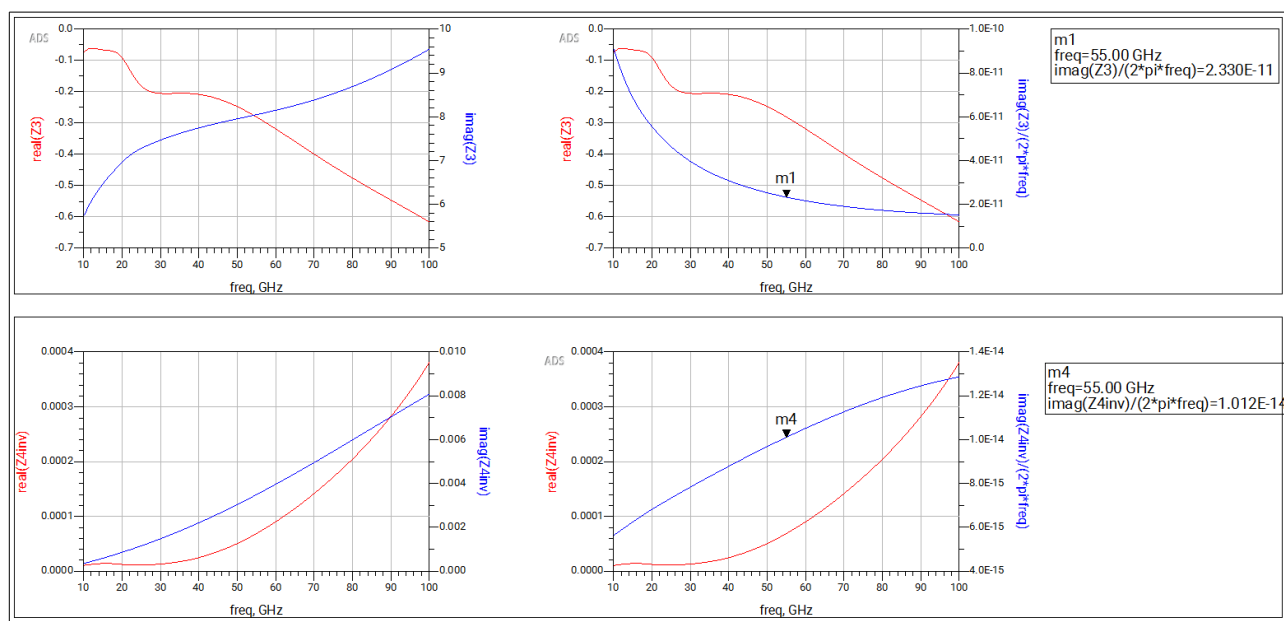 ADS
0.0
-0.1
-0.2
-0.3
-0.4
-0.5
-0.6
-0.7
real(Z3)
10
9
8
7
6
5
imag(Z3)
10 20 30 40 50 60 70 80 90 100
freq, GHz
ADS
0.0
-0.1
-0.2
-0.3
-0.4
-0.5
-0.6
-0.7
real(Z3)
m1
1.0E-10
8.0E-11
6.0E-11
4.0E-11
2.0E-11
0.0
imag(Z3)/(2*pi*freq)
10 20 30 40 50 60 70 80 90 100
freq, GHz
m1
freq=55.00 GHz
imag(Z3)/(2*pi*freq)=2.330E-11
0.0004
0.0003
0.0002
0.0001
0.0000
real(Z4inv)
0.010
0.008
0.006
0.004
0.002
0.000
imag(Z4inv)
10 20 30 40 50 60 70 80 90 100
freq, GHz
ADS
0.0004
0.0003
0.0002
0.0001
0.0000
real(Z4inv)
m4
1.4E-14
1.2E-14
1.0E-14
8.0E-15
6.0E-15
4.0E-15
imag(Z4inv)/(2*pi*freq)
10 20 30 40 50 60 70 80 90 100
freq, GHz
m4
freq=55.00 GHz
imag(Z4inv)/(2*pi*freq)=1.012E-14